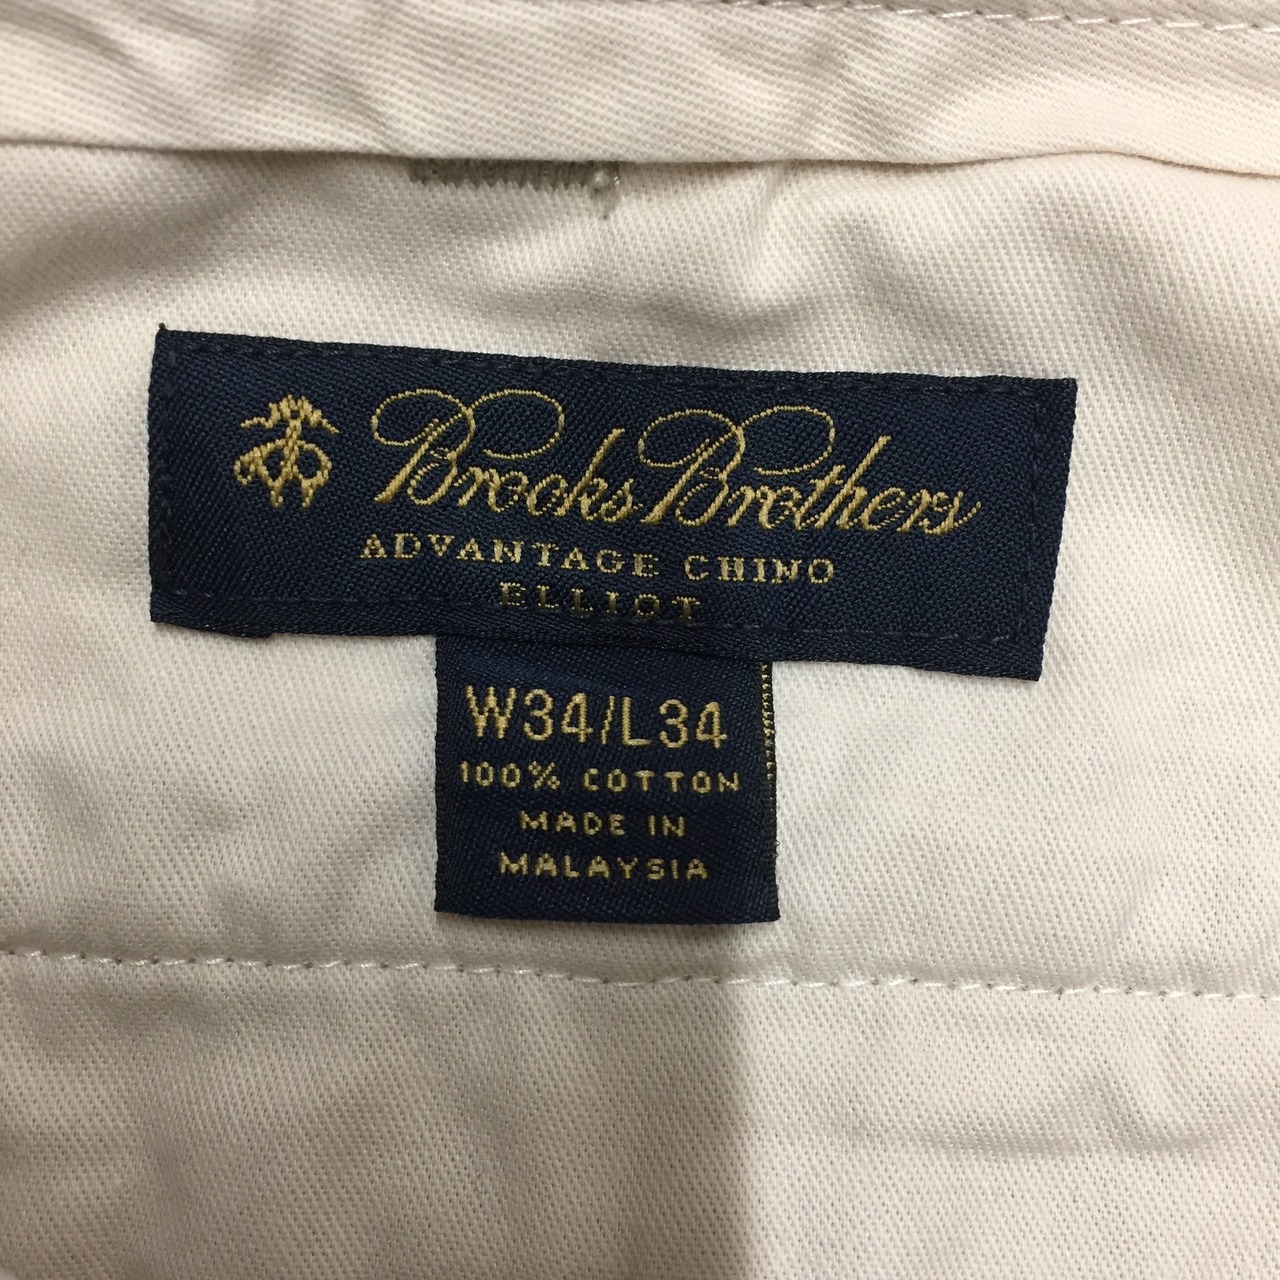 Brooks Brothers
ADVANTAGE CHINO
ELLIOT
W34/L34
100% COTTON
MADE IN
MALAYSIA